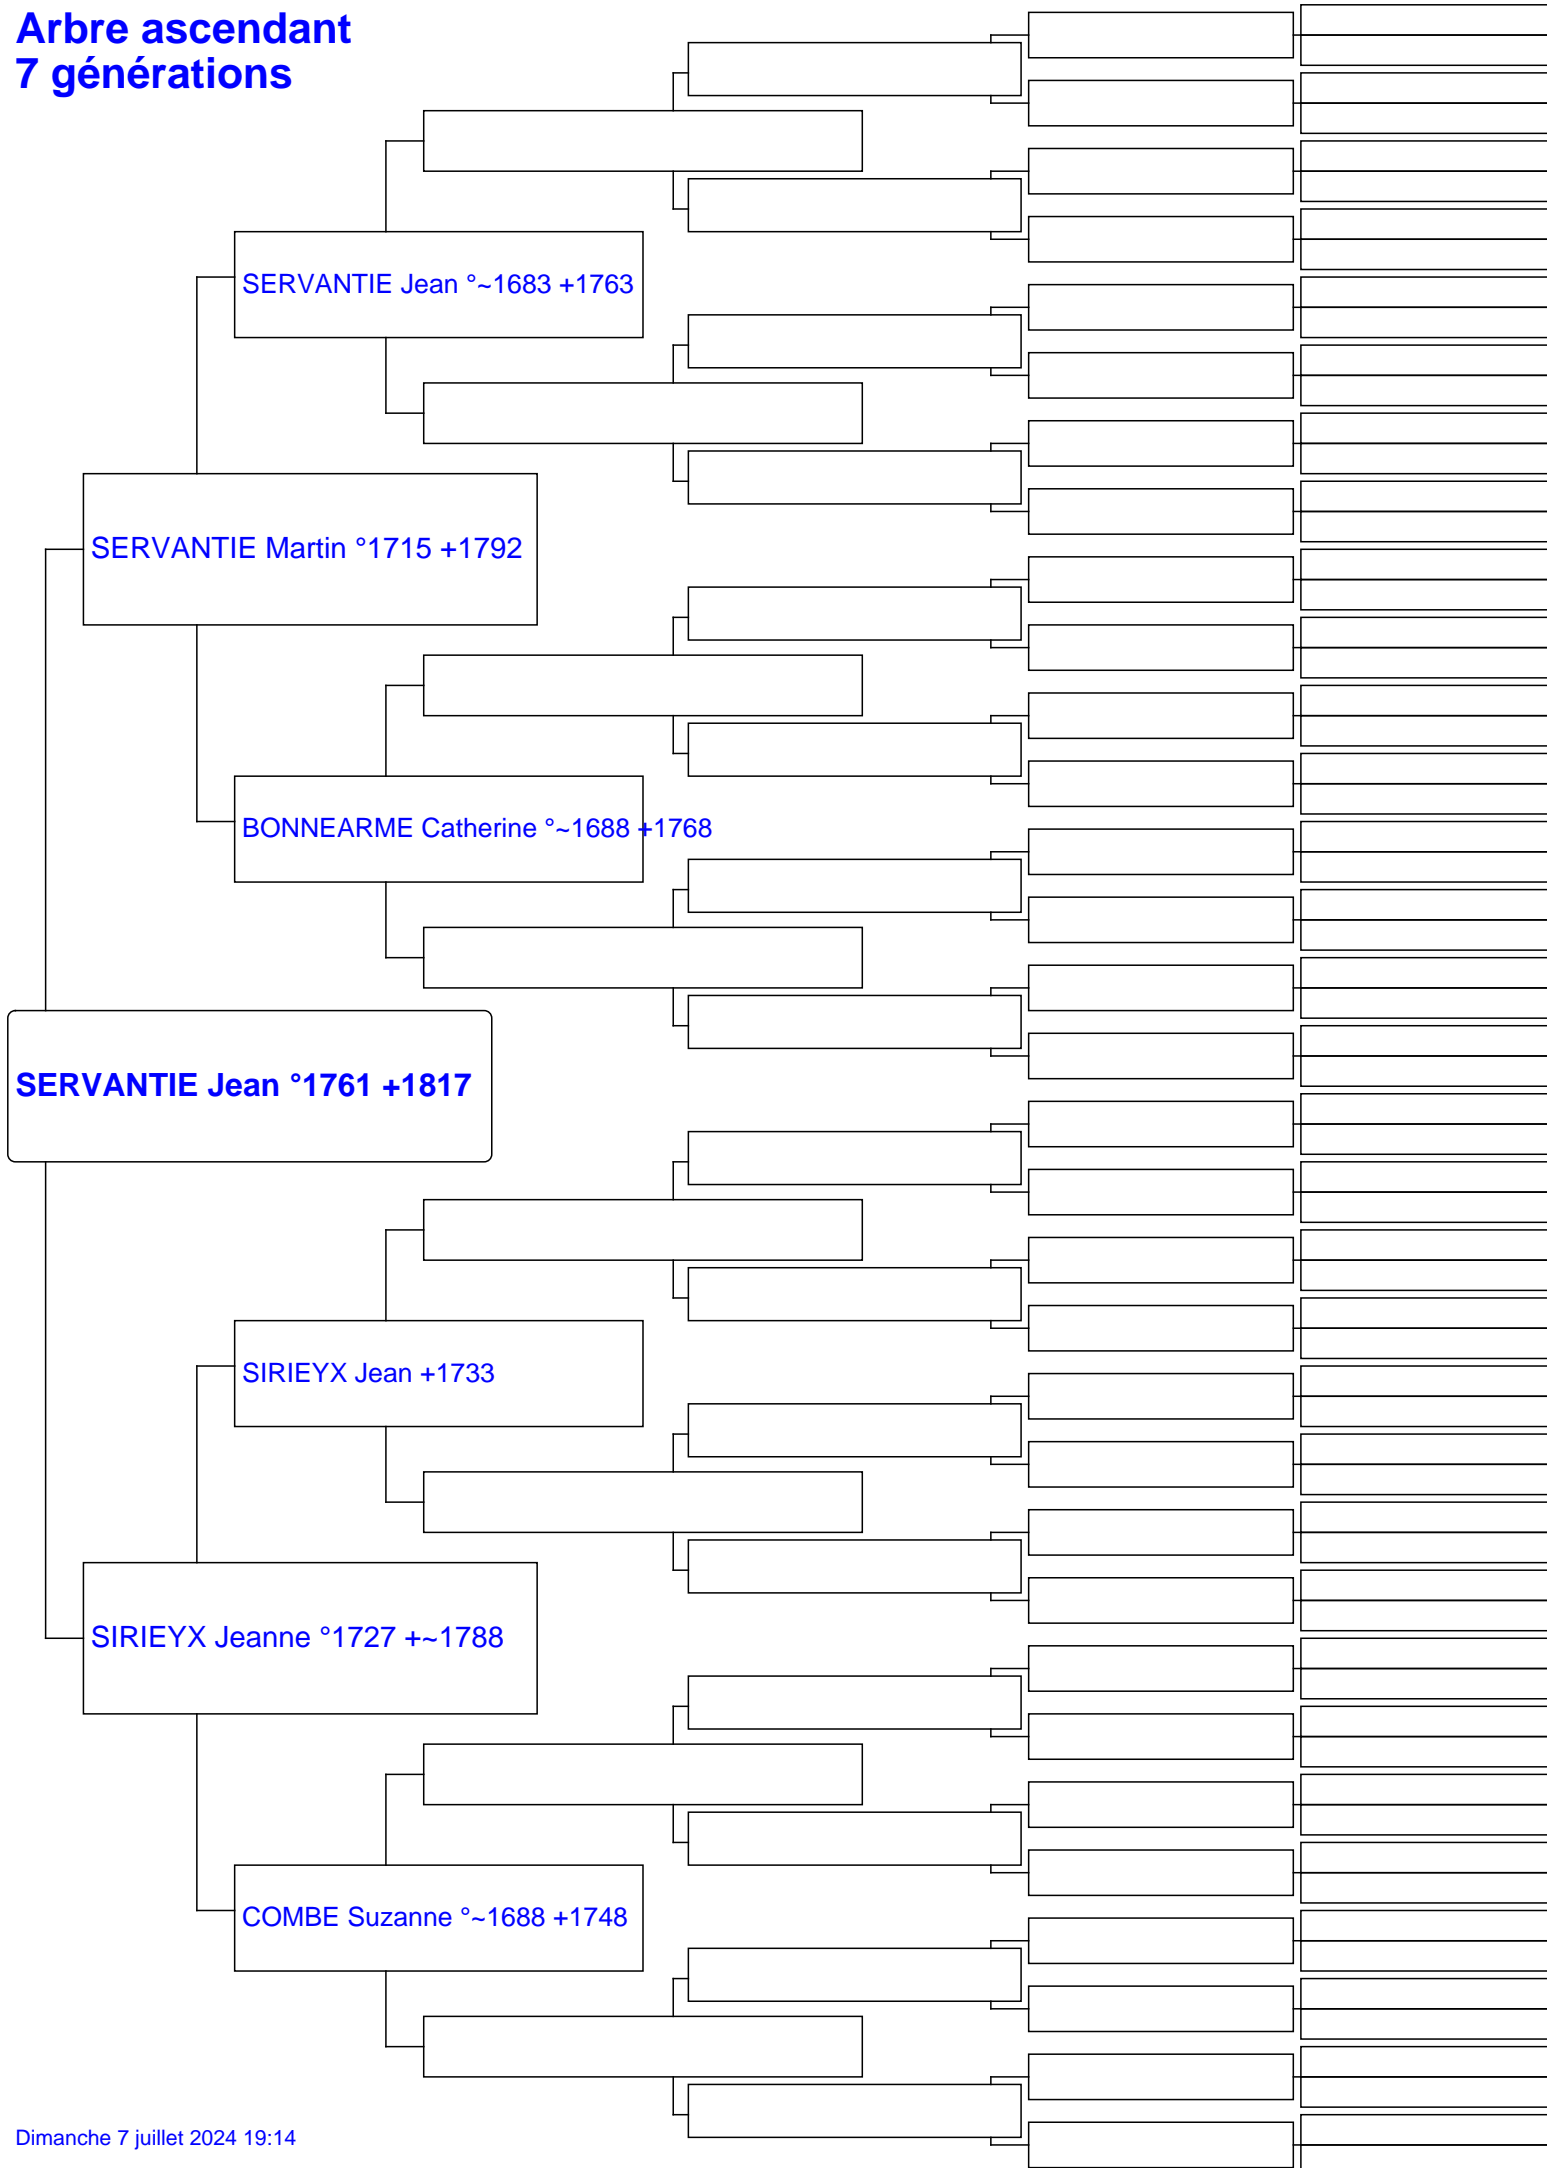 Arbre ascendant
7 générations
SERVANTIE Jean °~1683 +1763
SERVANTIE Martin °1715 +1792
BONNEARME Catherine °~1688 +1768
SERVANTIE Jean °1761 +1817
SIRIEYX Jean +1733
SIRIEYX Jeanne °1727 +~1788
COMBE Suzanne °~1688 +1748
Dimanche 7 juillet 2024 19:14